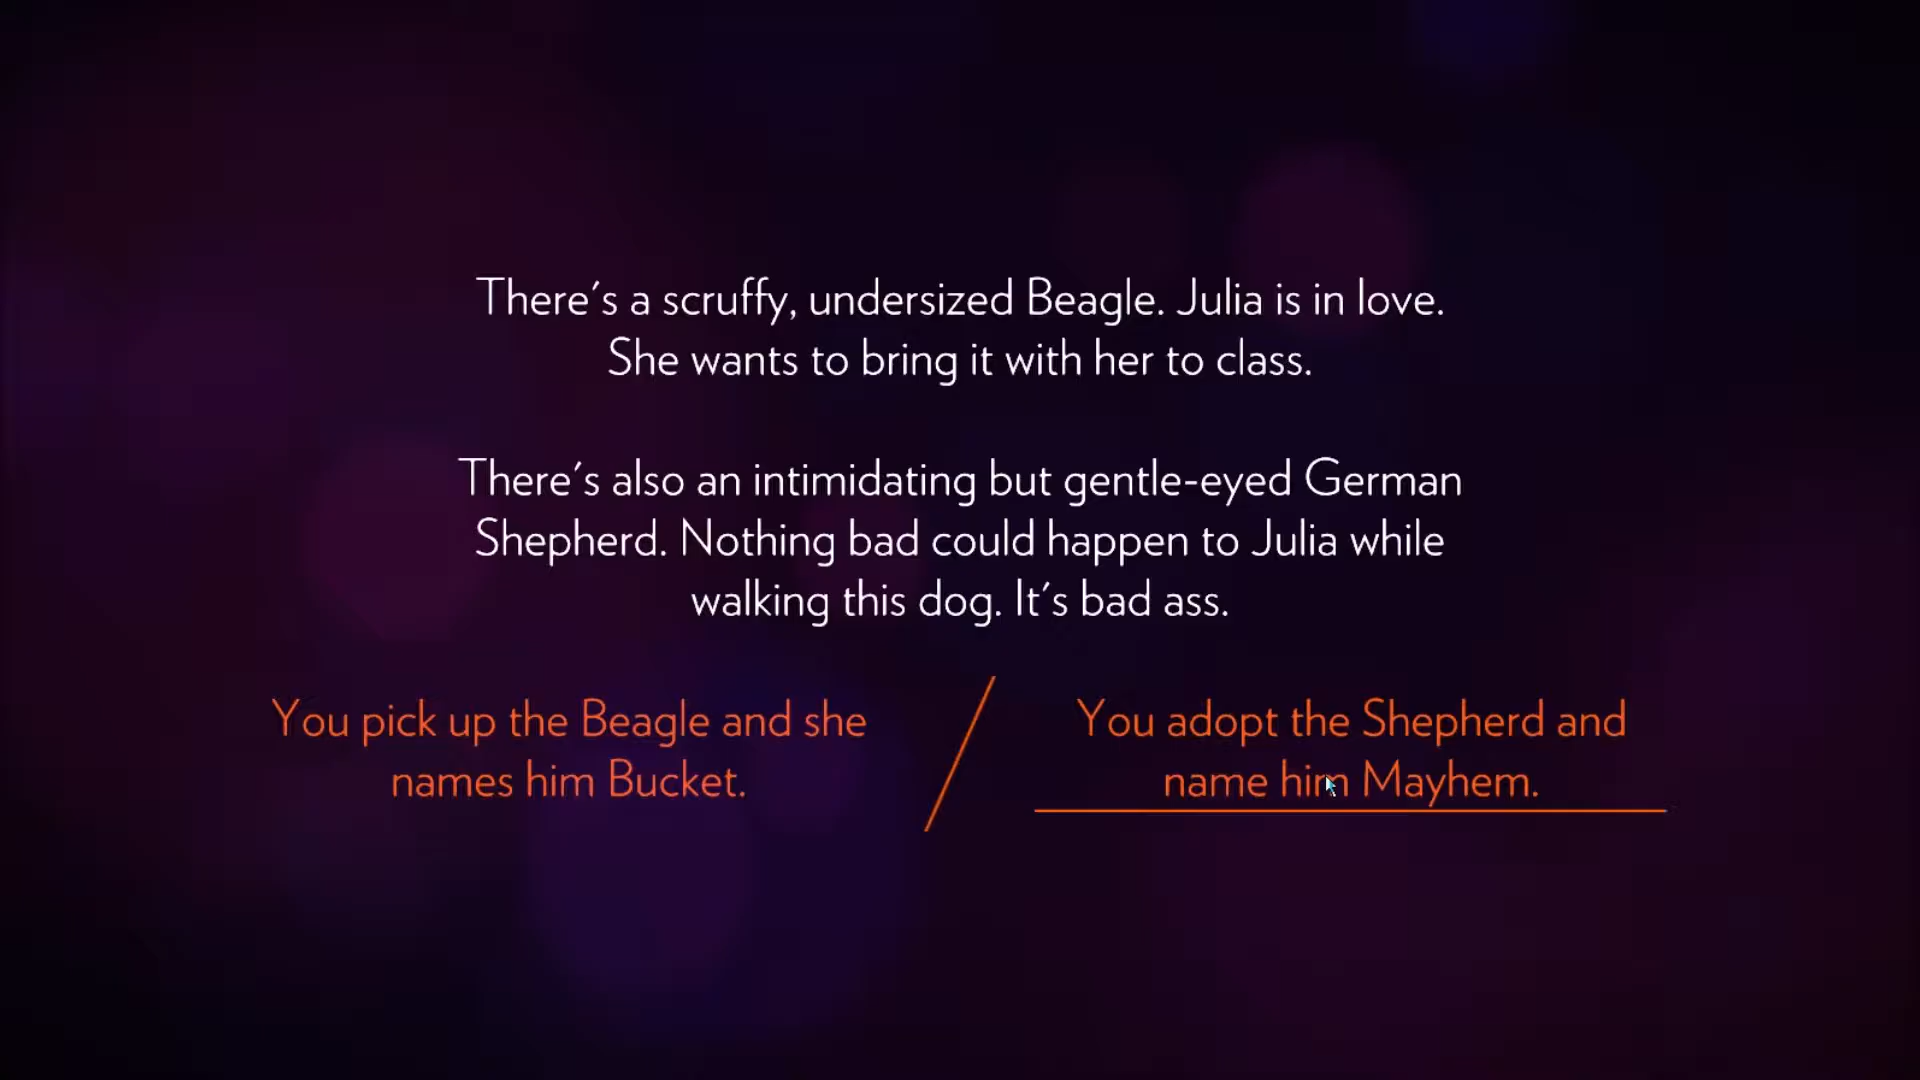 There's a scruffy, undersized Beagle. Julia is in love.
She wants to bring it with her to class.
There's also an intimidating but gentle-eyed German
Shepherd. Nothing bad could happen to Julia while
walking this dog. It's bad ass.
You pick up the Beagle and she
names him Bucket.
You adopt the Shepherd and
name him Mayhem.